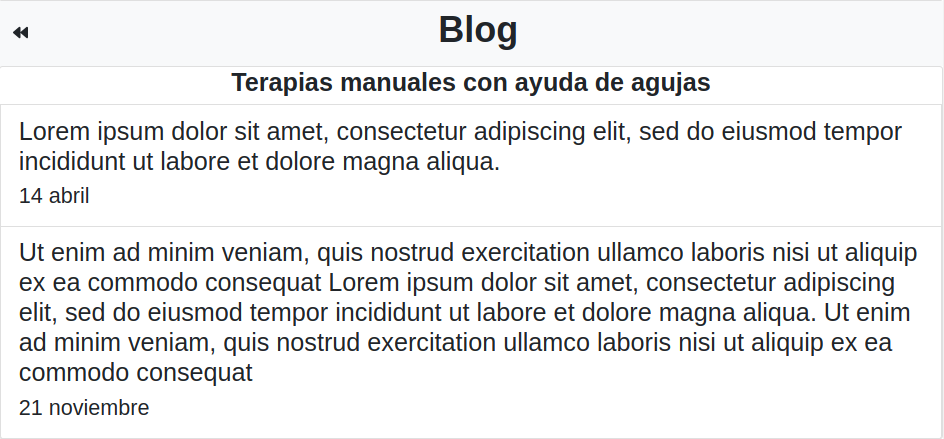 Blog
Terapias manuales con ayuda de agujas
Lorem ipsum dolor sit amet, consectetur adipiscing elit, sed do eiusmod tempor
incididunt ut labore et dolore magna aliqua.
14 abril
Ut enim ad minim veniam, quis nostrud exercitation ullamco laboris nisi ut aliquip
ex ea commodo consequat Lorem ipsum dolor sit amet, consectetur adipiscing
elit, sed do eiusmod tempor incididunt ut labore et dolore magna aliqua. Ut enim
ad minim veniam, quis nostrud exercitation ullamco laboris nisi ut aliquip ex ea
commodo consequat
21 noviembre